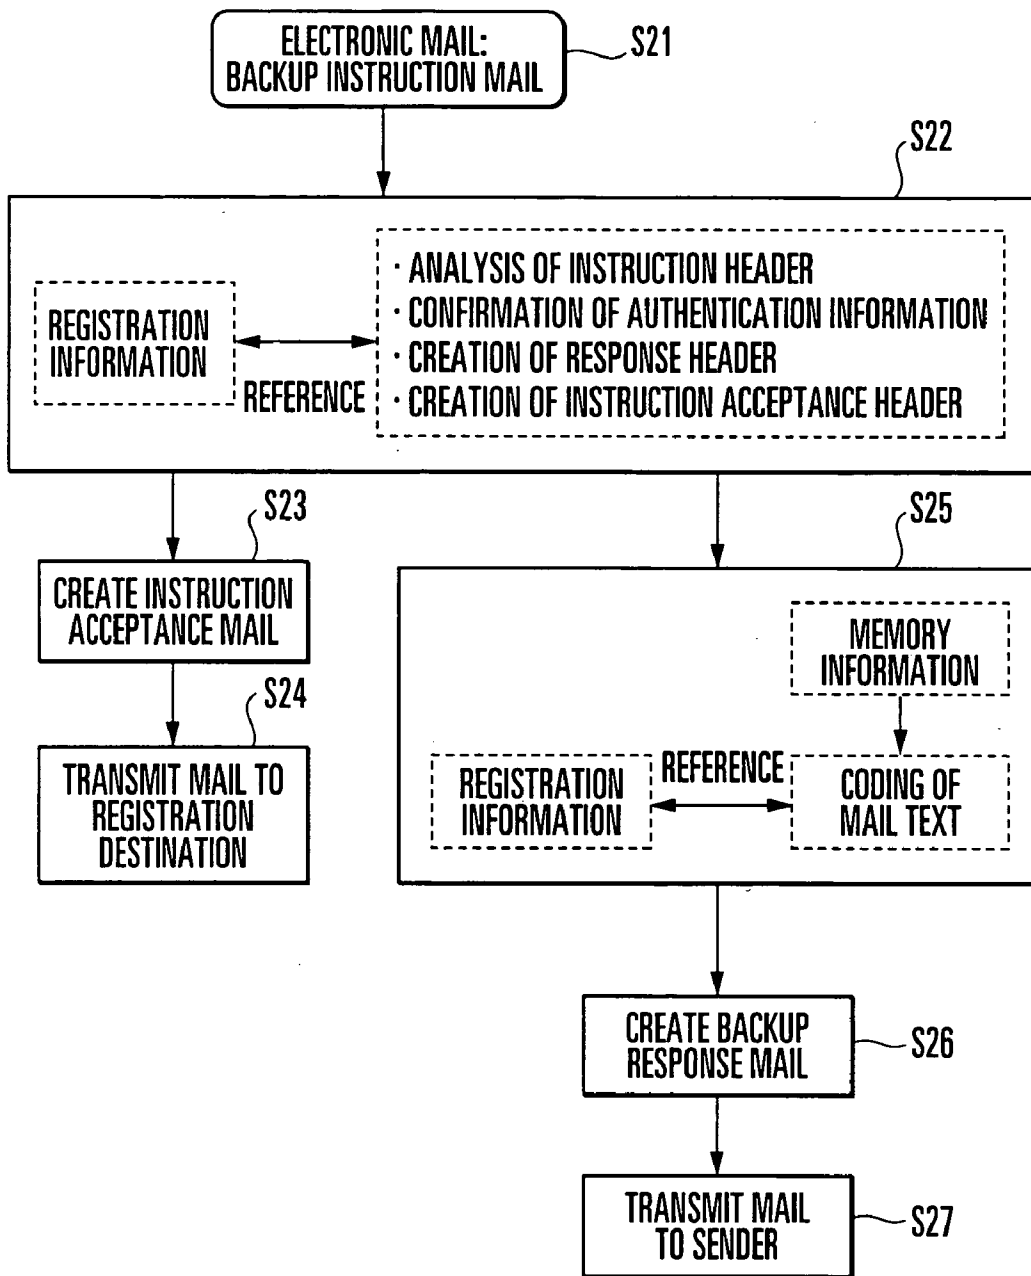 ELECTRONIC MAIL:
BACKUP INSTRUCTION MAIL
S21
S22
REGISTRATION
INFORMATION
REFERENCE
· ANALYSIS OF INSTRUCTION HEADER
· CONFIRMATION OF AUTHENTICATION INFORMATION
· CREATION OF RESPONSE HEADER
· CREATION OF INSTRUCTION ACCEPTANCE HEADER
S23
CREATE INSTRUCTION
ACCEPTANCE MAIL
S24
TRANSMIT MAIL TO
REGISTRATION
DESTINATION
S25
MEMORY
INFORMATION
REGISTRATION
INFORMATION
REFERENCE
CODING OF
MAIL TEXT
CREATE BACKUP
RESPONSE MAIL
S26
TRANSMIT MAIL
TO SENDER
S27